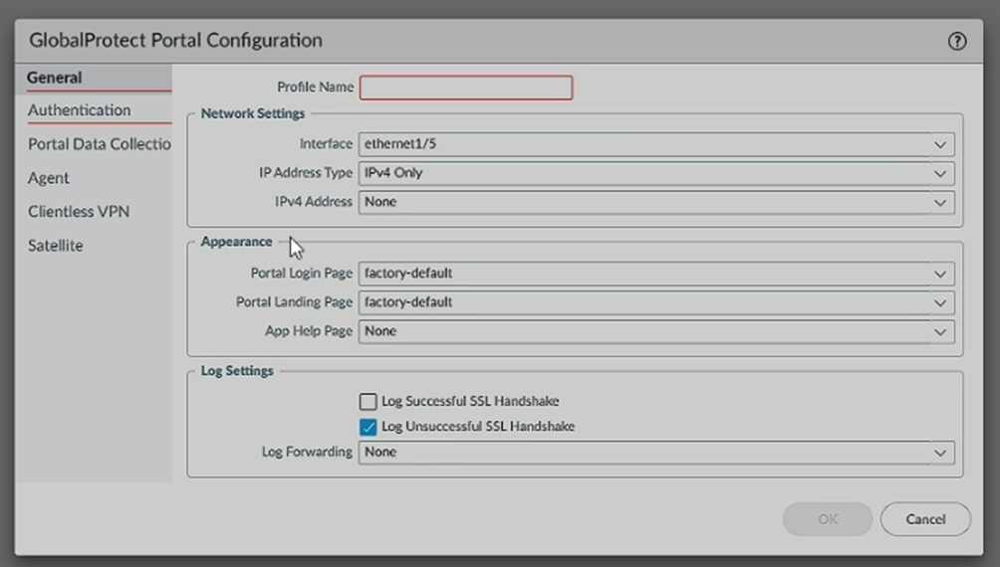 GlobalProtect Portal Configuration
General
Authentication
Portal Data Collectio
Agent
Clientless VPN
Satellite
Profile Name
Network Settings
Interface ethernet1/5
IP Address Type IPv4 Only
IPv4 Address None
Appearance
Portal Login Page factory-default
Portal Landing Page factory-default
App Help Page None
Log Settings
Log Successful SSL Handshake
Log Unsuccessful SSL Handshake
Log Forwarding None
OK Cancel